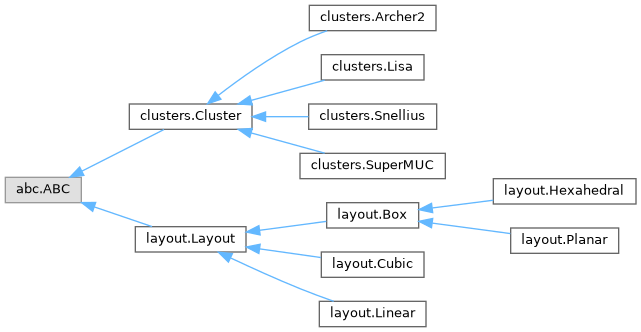 clusters.Archer2
clusters.Lisa
clusters.Cluster
clusters.Snellius
clusters.SuperMUC
abc.ABC
layout.Hexahedral
layout.Box
layout.Layout
layout.Planar
layout.Cubic
layout.Linear